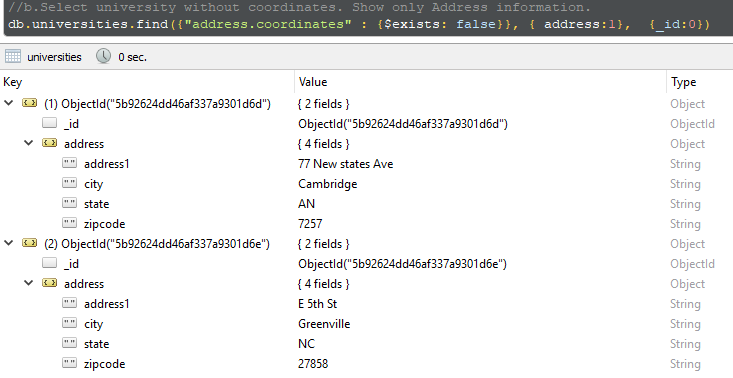 //b.Select university without coordinates. Show only Address information.
db.universities.find({"address.coordinates" : {$exists: false}}, { address:1}, {_id:0})
universities 0 sec.
Key Value Type
(1) ObjectId("5b92624dd46af337a9301d6d") { 2 fields } Object
_id ObjectId("5b92624dd46af337a9301d6d") ObjectId
address { 4 fields } Object
address1 77 New states Ave String
city Cambridge String
state AN String
zipcode 7257 String
(2) ObjectId("5b92624dd46af337a9301d6e") { 2 fields } Object
_id ObjectId("5b92624dd46af337a9301d6e") ObjectId
address { 4 fields } Object
address1 E 5th St String
city Greenville String
state NC String
zipcode 27858 String